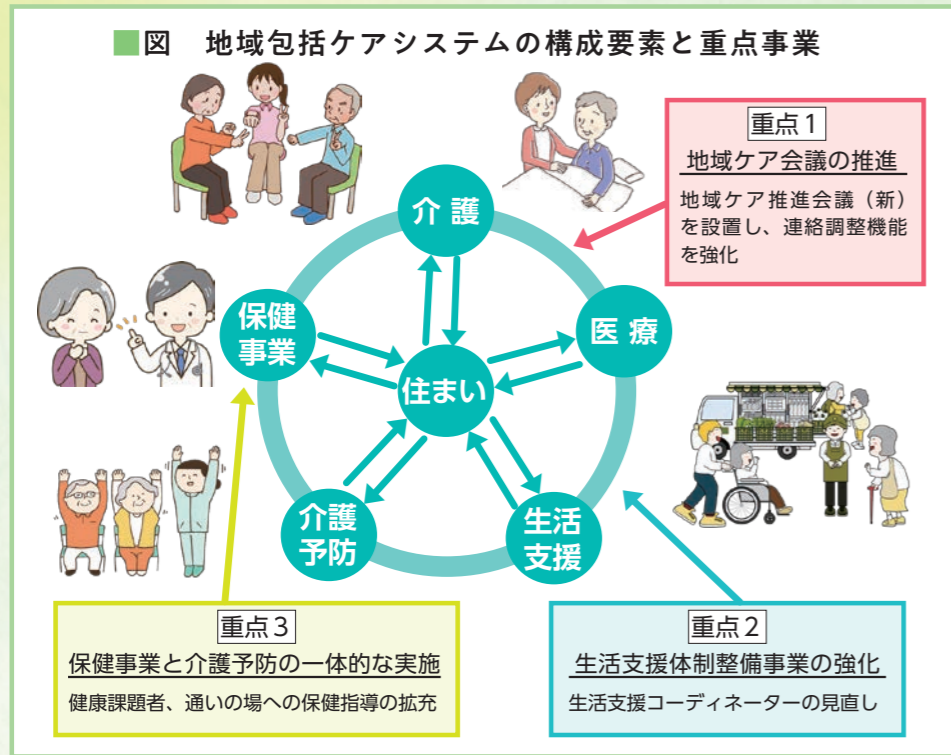 ■図 地域包括ケアシステムの構成要素と重点事業
重点1
地域ケア会議の推進
地域ケア推進会議（新）
を設置し、連絡調整機能
を強化
介護
保健
事業
医療
住まい
介護
予防
生活
支援
重点3
保健事業と介護予防の一体的な実施
健康課題者、通いの場への保健指導の拡充
重点2
生活支援体制整備事業の強化
生活支援コーディネーターの見直し